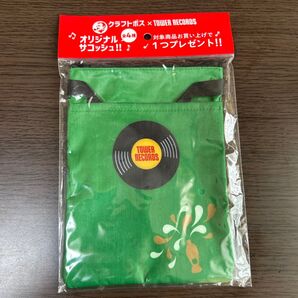 クラフトボス×TOWER RECORDS
オリジナル
サコッシュ!!
全4種
対象商品お買い上げで
1つプレゼント!!
TOWER
RECORDS